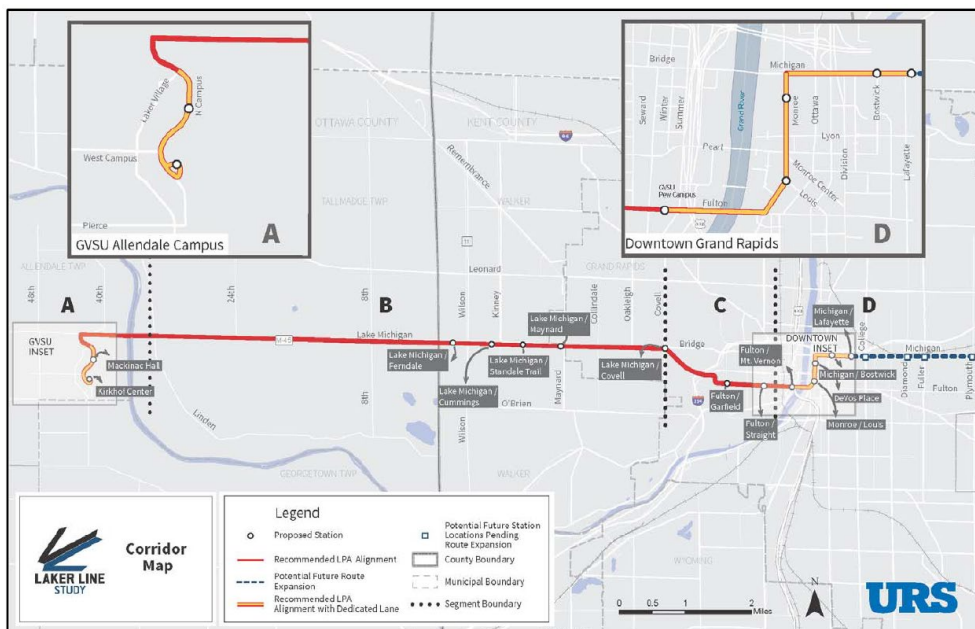 Laker Village
N Campus
West Campus
Pierce
GVSU Allendale Campus
A
Bridge
Michigan
Seward
Winter
Summer
Grand River
Monroe
Ottawa
Bostwick
Lyon
Pearl
Division
Monroe Center
Louis
Lafayette
GVSU
Pew Campus
Fulton
Downtown Grand Rapids
D
OTTAWA COUNTY
KENT COUNTY
Remembrance
TALLMADGE TWP
WALKER
Leonard
ALLENDALE TWP
GRAND RAPIDS
48th
40th
24th
8th
Wilson
Kinney
Collindale
Oakleigh
Covell
A
B
C
D
GVSU
INSET
M-45
Lake Michigan
Lake Michigan /
Maynard
Bridge
Michigan /
Lafayette
College
DOWNTOWN
INSET
Michigan
Mackinac Hall
Kirkhof Center
Lake Michigan /
Ferndale
Lake Michigan /
Standale Trail
Lake Michigan /
Covell
Fulton /
Mt. Vernon
Michigan / Bostwick
Diamond
Fuller
Fulton
Plymouth
Lake Michigan /
Cummings
O'Brien
Maynard
Fulton /
Garfield
DeVos Place
Linden
8th
Wilson
Fulton /
Straight
Monroe / Louis
GEORGETOWN TWP
WALKER
WYOMING
LAKER LINE
STUDY
Corridor
Map
Legend
Proposed Station
Recommended LPA Alignment
Potential Future Route
Expansion
Recommended LPA
Alignment with Dedicated Lane
Potential Future Station
Locations Pending
Route Expansion
County Boundary
Municipal Boundary
Segment Boundary
N
0 0.5 1 2
Miles
URS